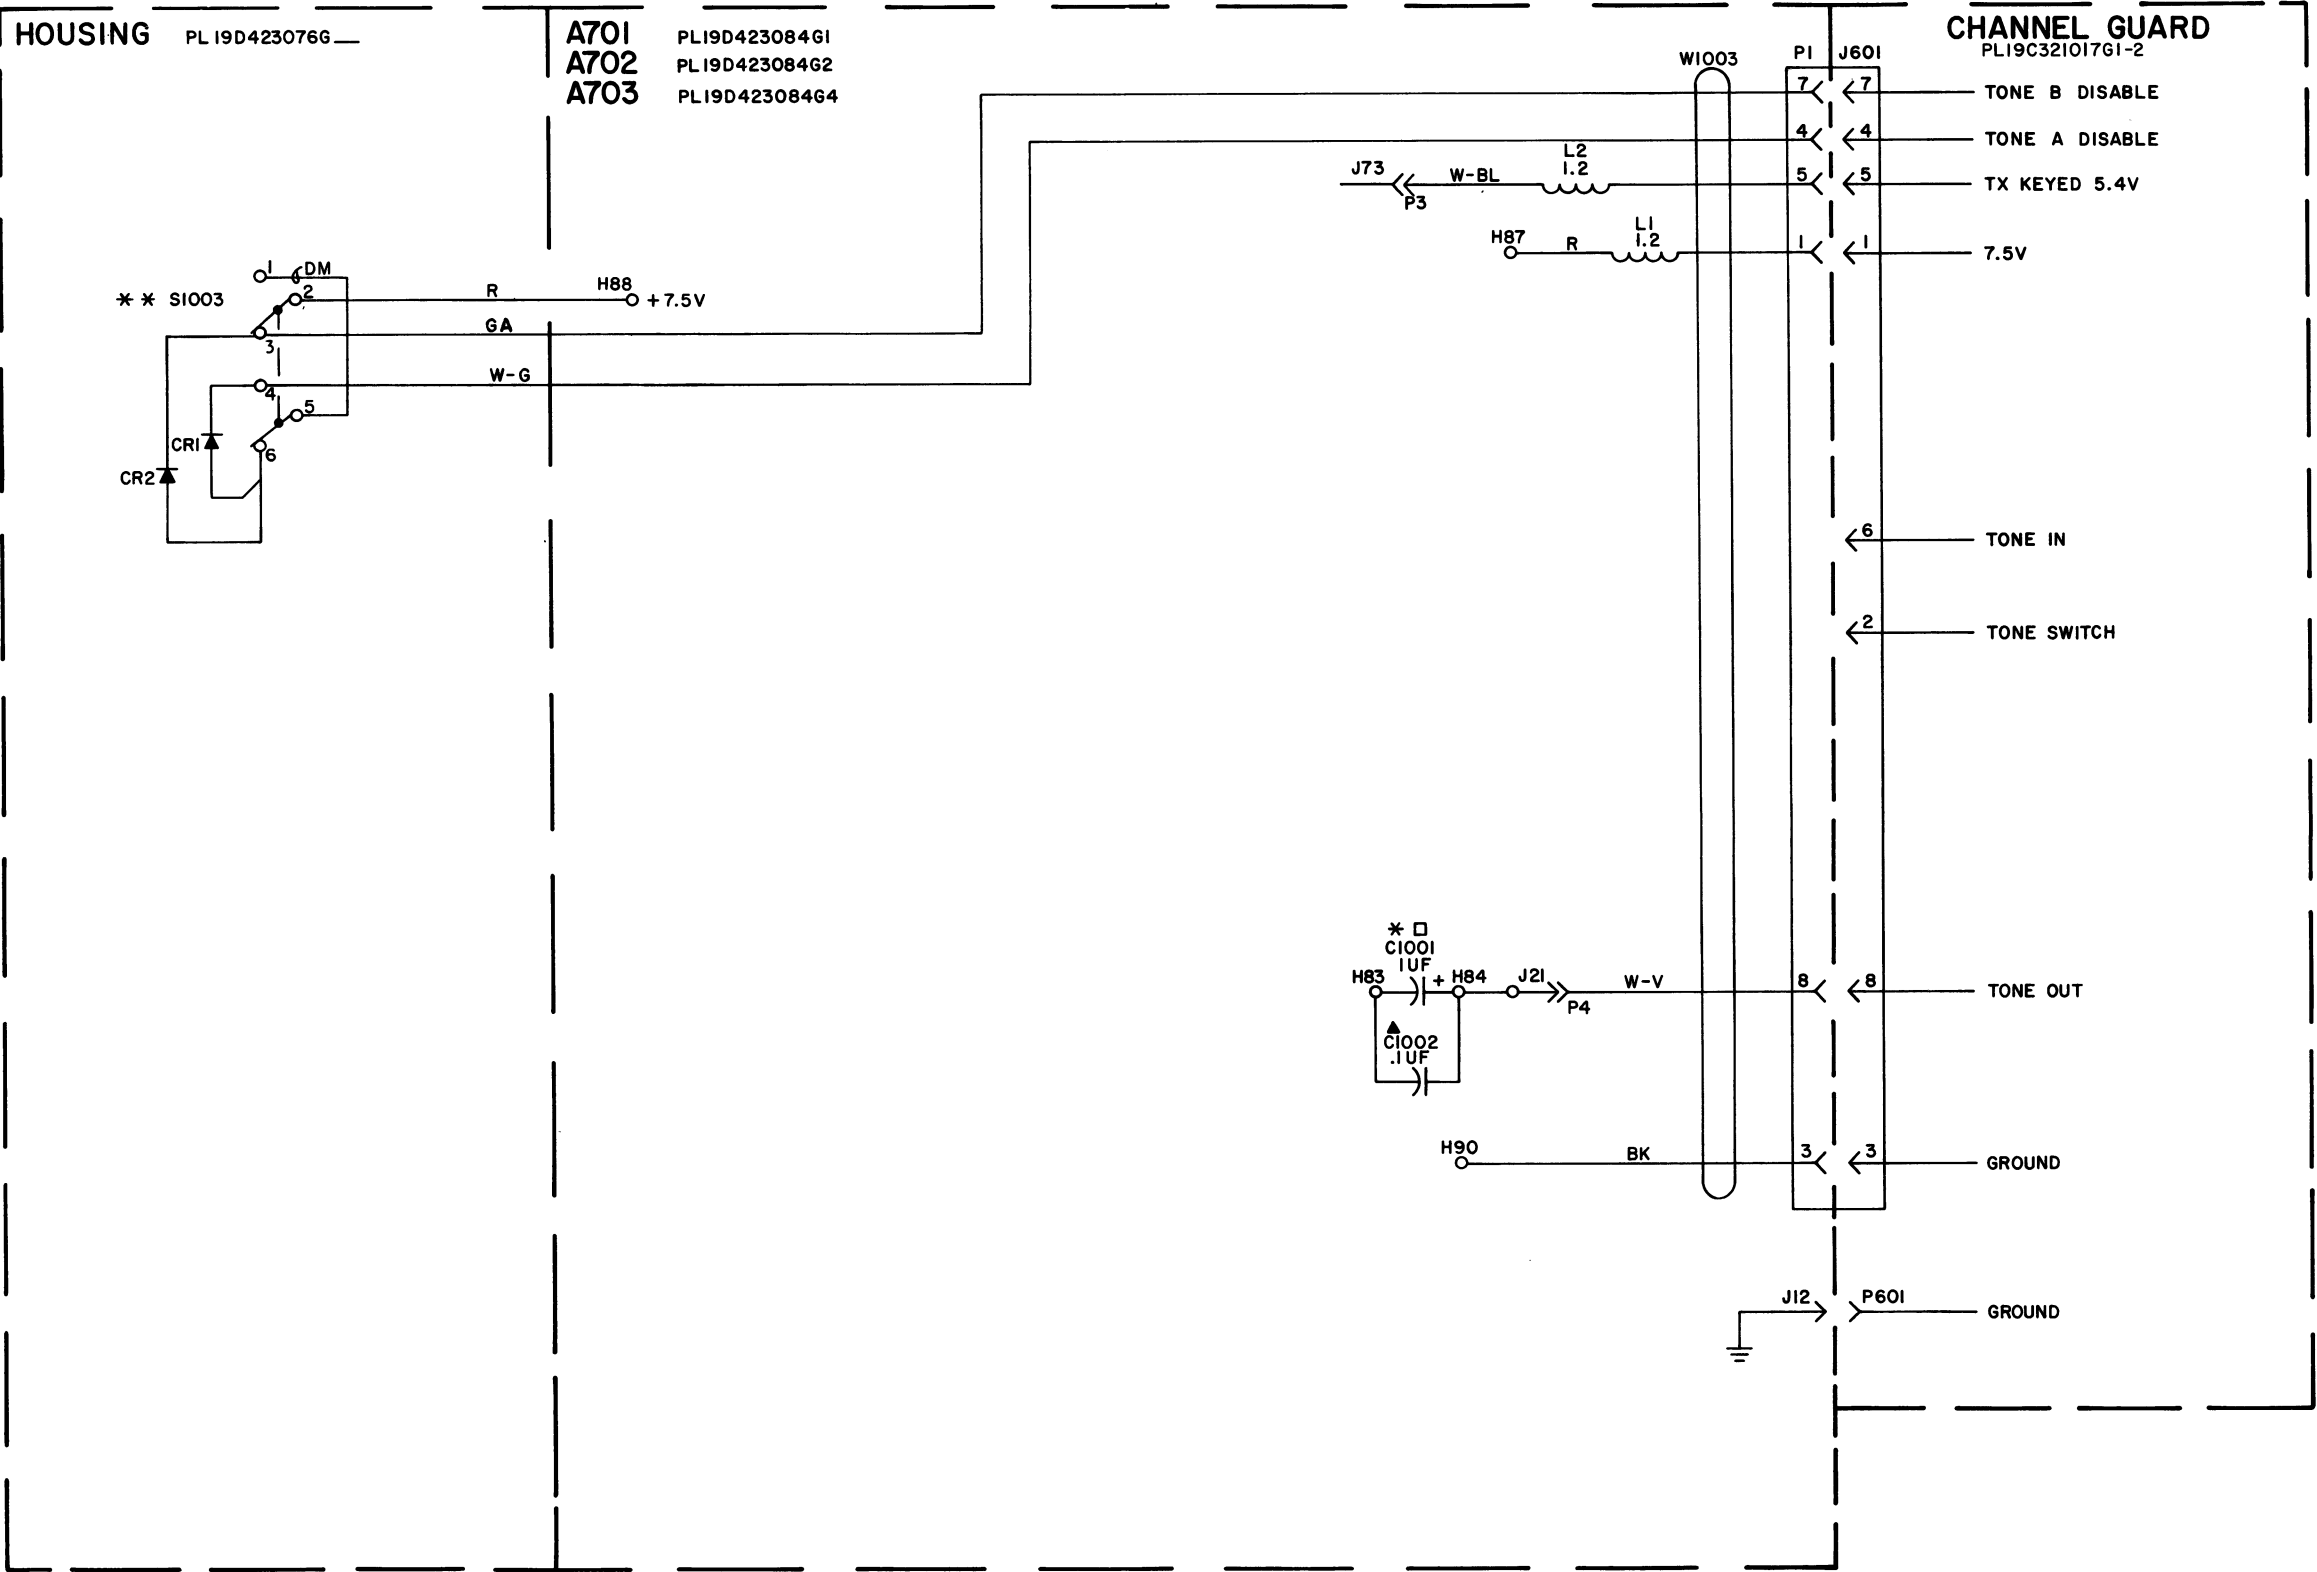 HOUSING PL19D423076G__
A701 PL19D423084G1
A702 PL19D423084G2
A703 PL19D423084G4
CHANNEL GUARD
PL19C321017G1-2
W1003
P1 J601
7 7 TONE B DISABLE
4 4 TONE A DISABLE
L2
1.2
J73
P3
W-BL
5 5 TX KEYED 5.4V
L1
1.2
H87
R
1 1 7.5V
1 DM
** S1003
2 R H88 +7.5V
3 GA
4 W-G
5
6
CR1
CR2
6 TONE IN
2 TONE SWITCH
* □
C1001
1UF
H83 + H84 J21 W-V 8 8 TONE OUT
P4
▲
C1002
.1UF
H90 BK 3 3 GROUND
J12 P601 GROUND